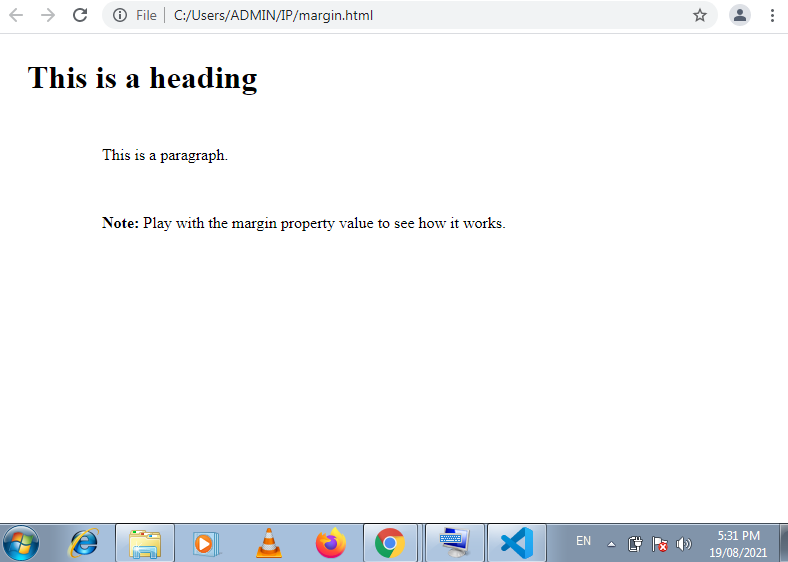 File
C:/Users/ADMIN/IP/margin.html
This is a heading
This is a paragraph.
Note: Play with the margin property value to see how it works.
EN
5:31 PM
19/08/2021